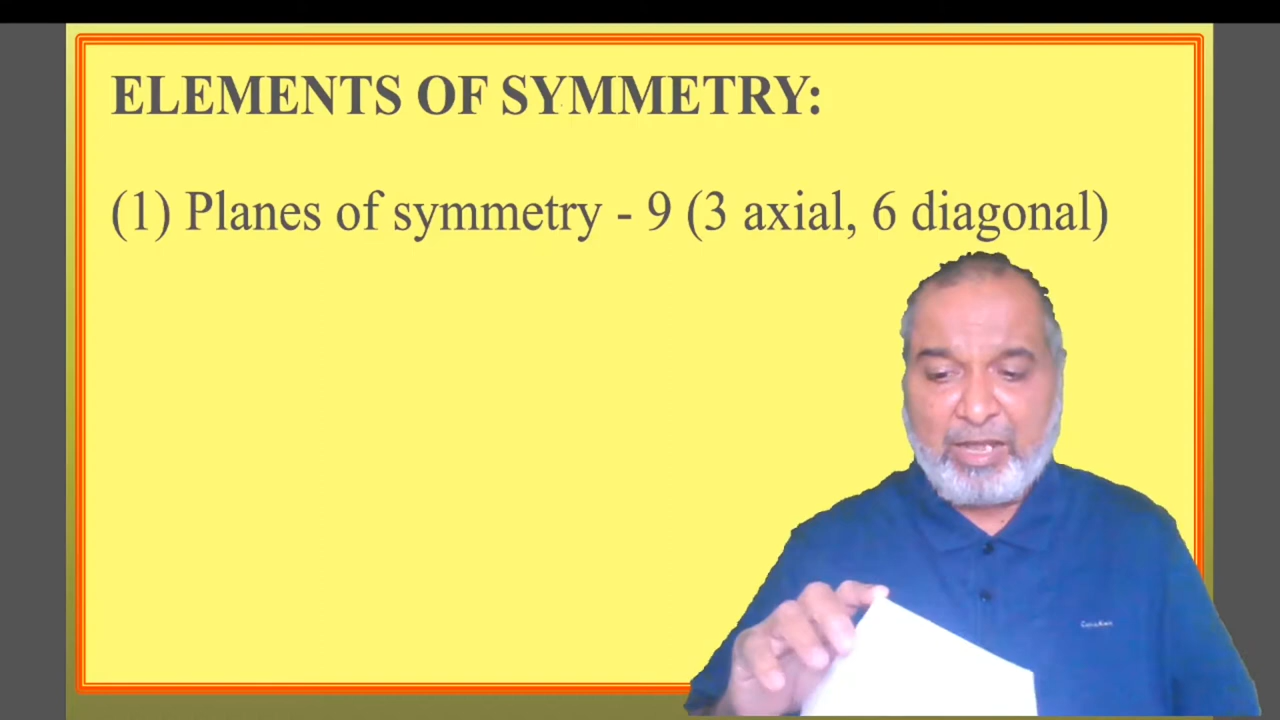 ELEMENTS OF SYMMETRY:
(1) Planes of symmetry - 9 (3 axial, 6 diagonal)